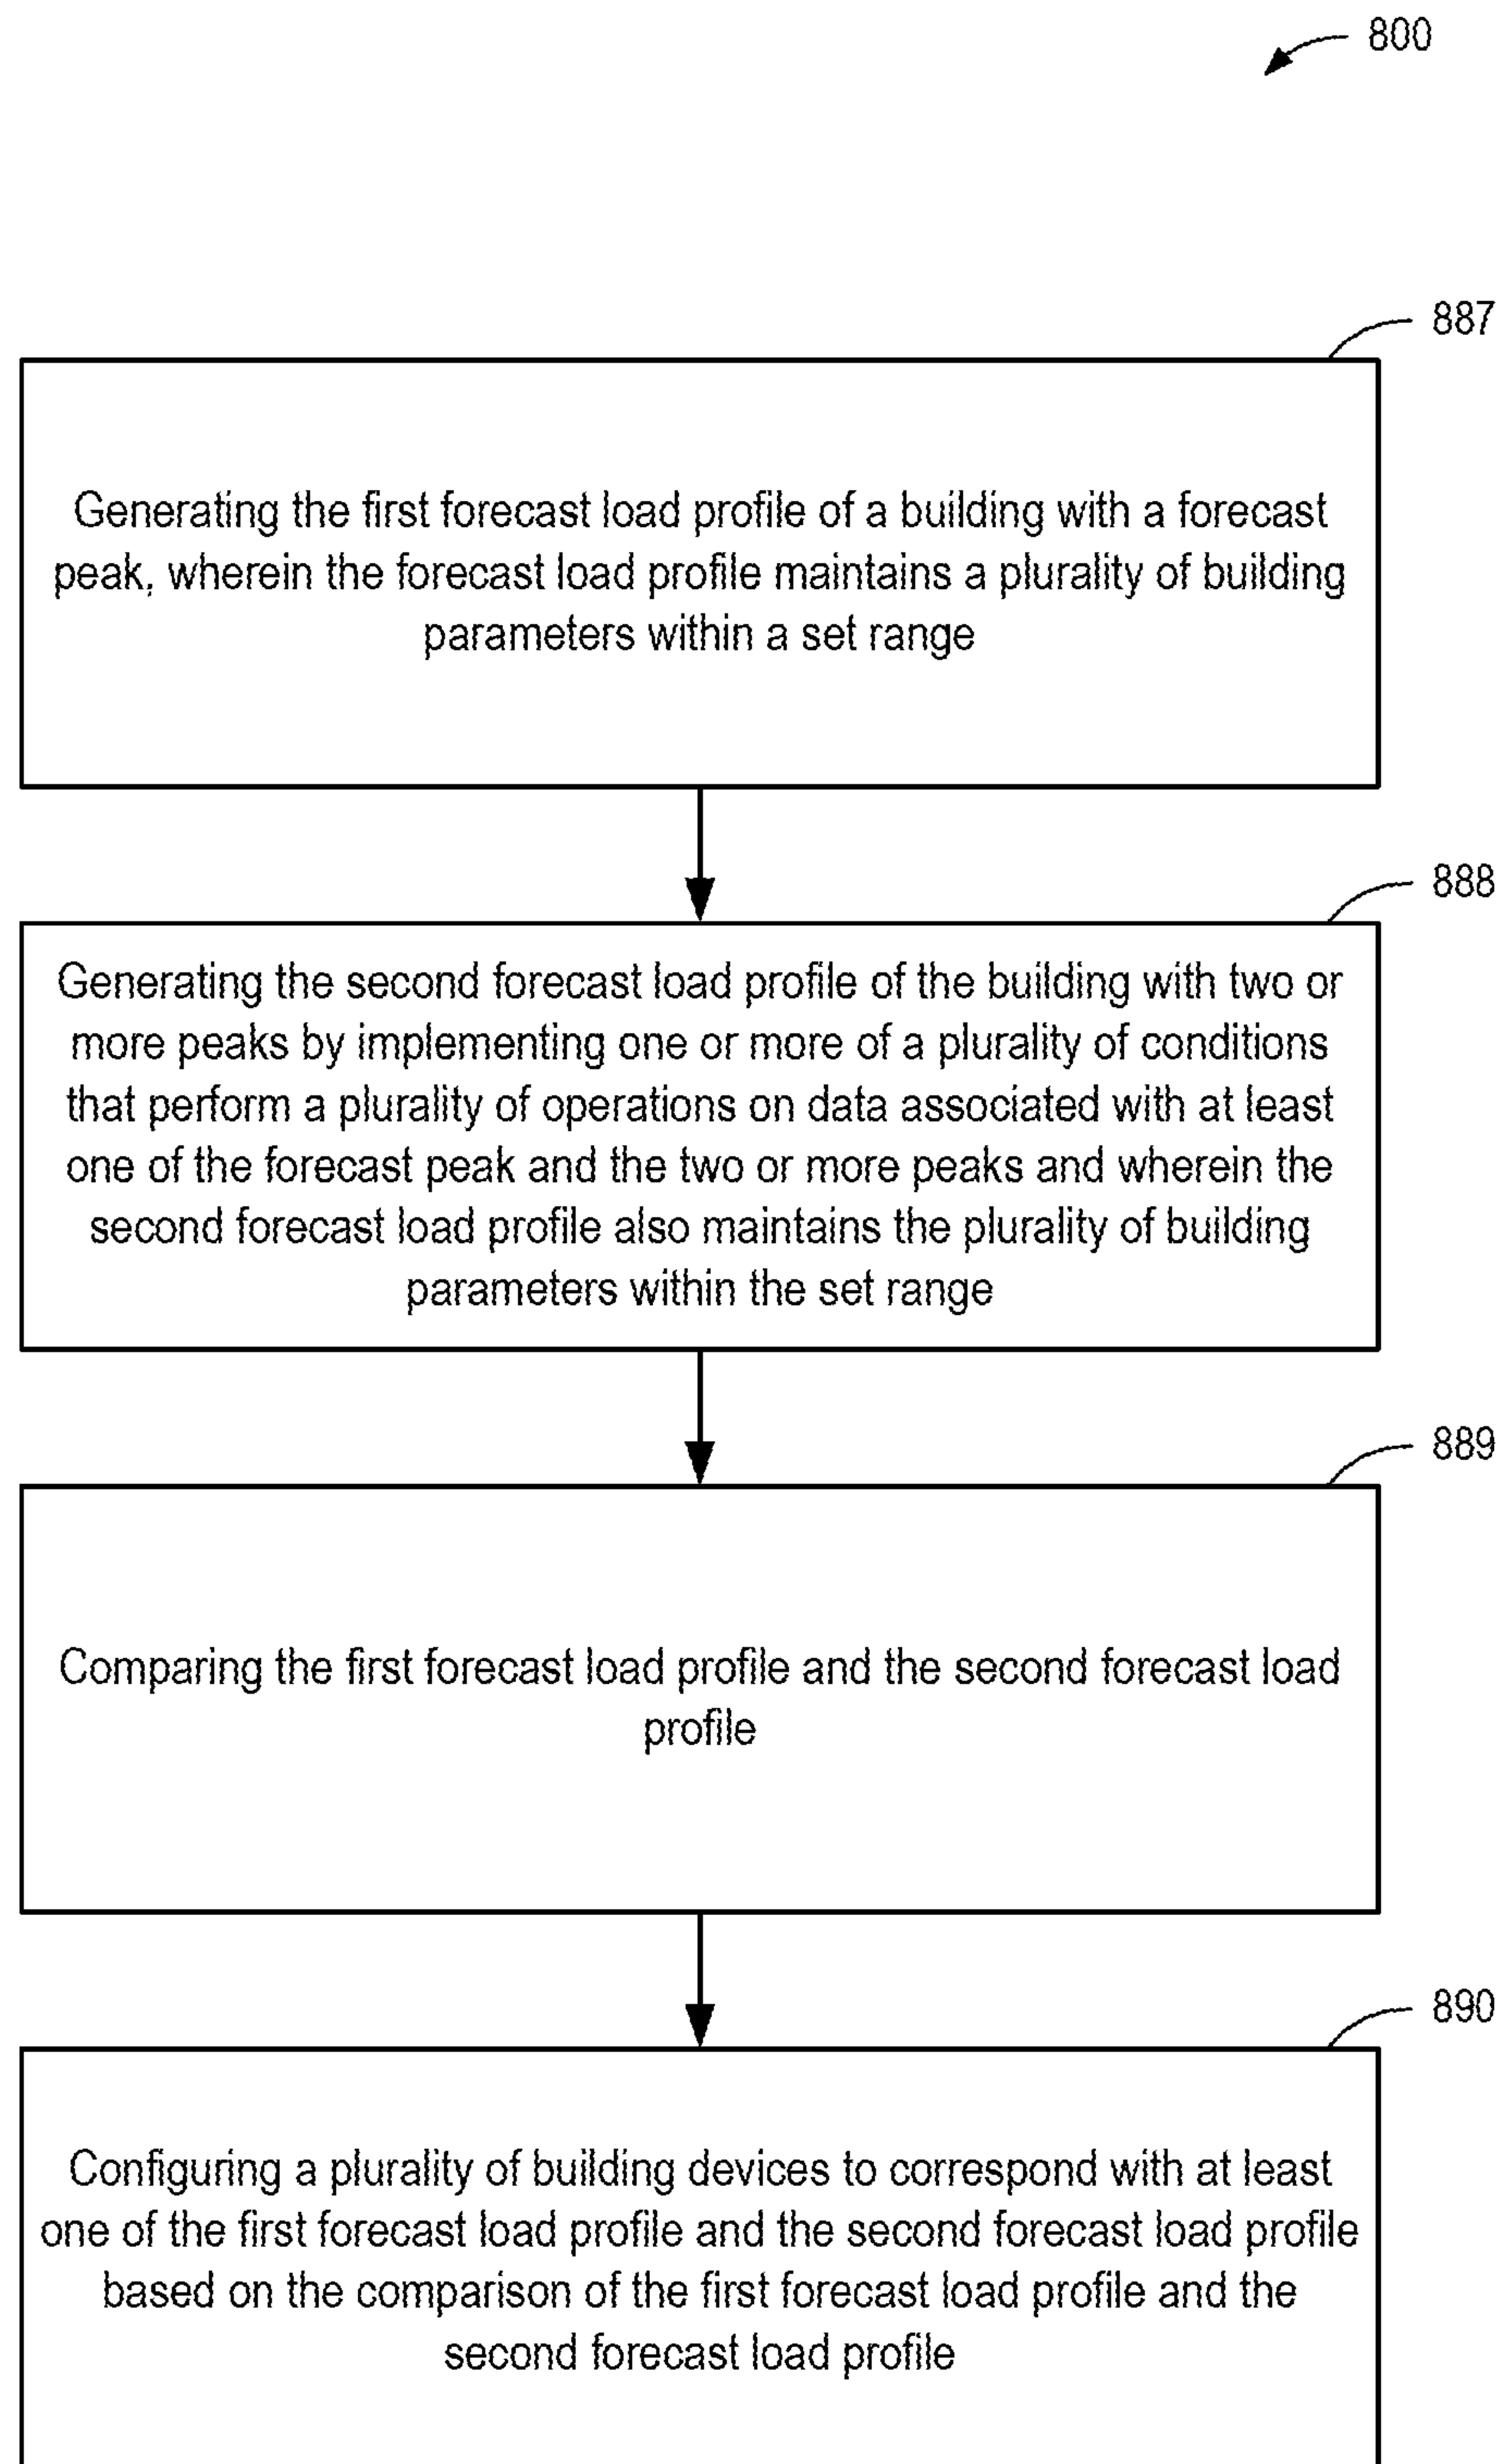 800
887
Generating the first forecast load profile of a building with a forecast
peak, wherein the forecast load profile maintains a plurality of building
parameters within a set range
888
Generating the second forecast load profile of the building with two or
more peaks by implementing one or more of a plurality of conditions
that perform a plurality of operations on data associated with at least
one of the forecast peak and the two or more peaks and wherein the
second forecast load profile also maintains the plurality of building
parameters within the set range
889
Comparing the first forecast load profile and the second forecast load
profile
890
Configuring a plurality of building devices to correspond with at least
one of the first forecast load profile and the second forecast load profile
based on the comparison of the first forecast load profile and the
second forecast load profile